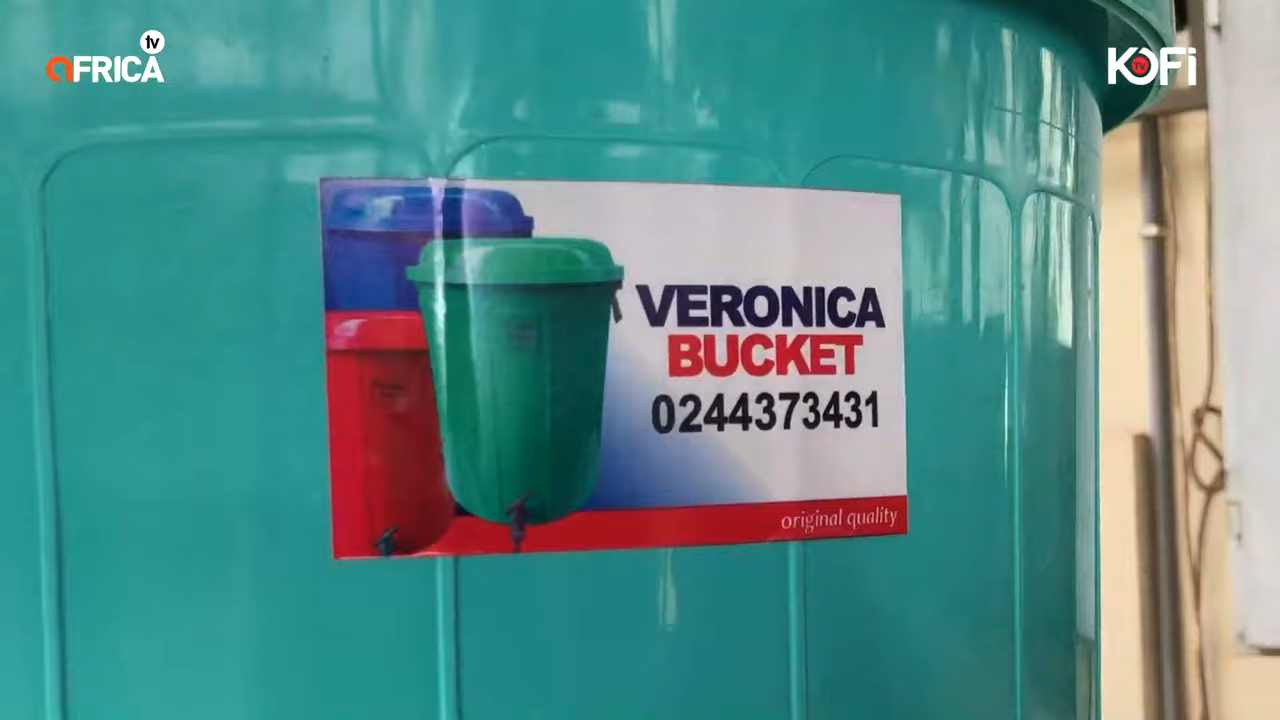 tv
aFRICA
KOFi
TV
VERONICA
BUCKET
0244373431
original quality